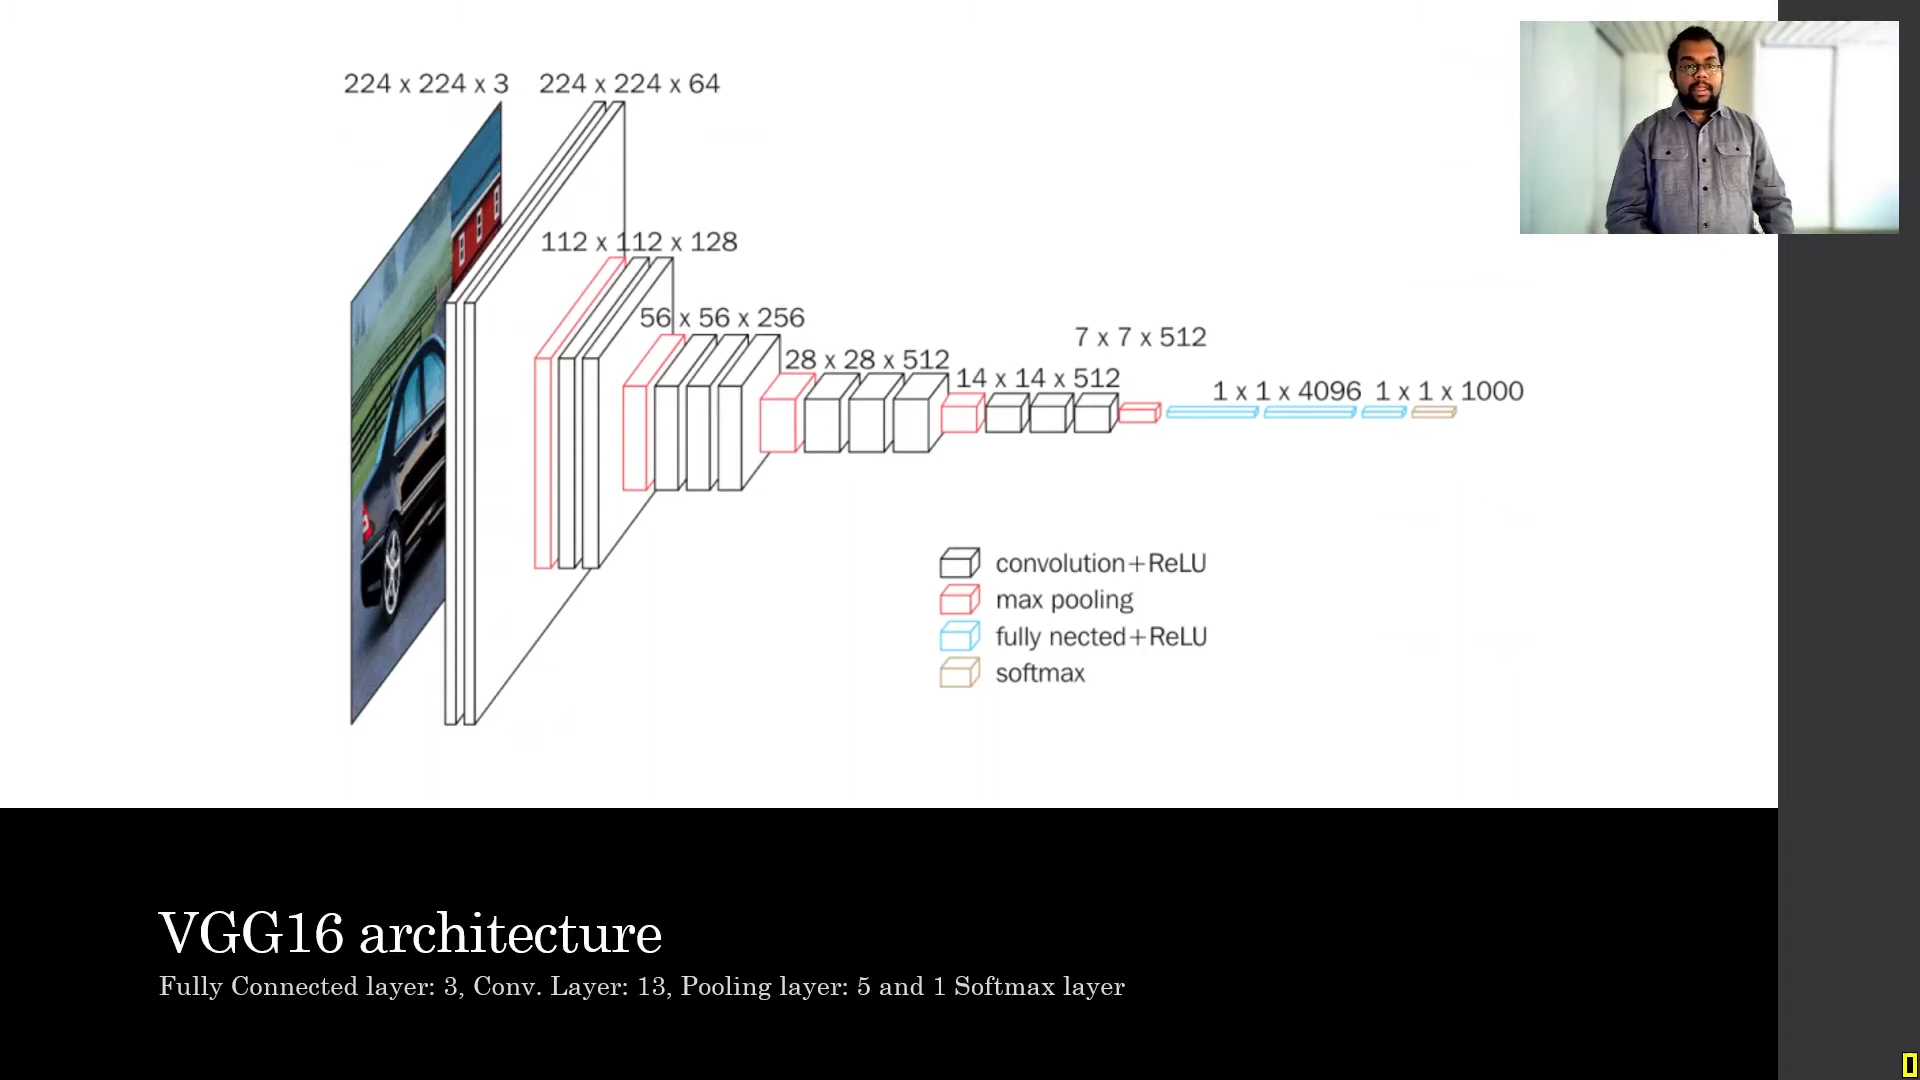 224 x 224 x 3
224 x 224 x 64
112 x 112 x 128
56 x 56 x 256
28 x 28 x 512
14 x 14 x 512
7 x 7 x 512
1 x 1 x 4096
1 x 1 x 1000
convolution+ReLU
max pooling
fully nected+ReLU
softmax
VGG16 architecture
Fully Connected layer: 3, Conv. Layer: 13, Pooling layer: 5 and 1 Softmax layer